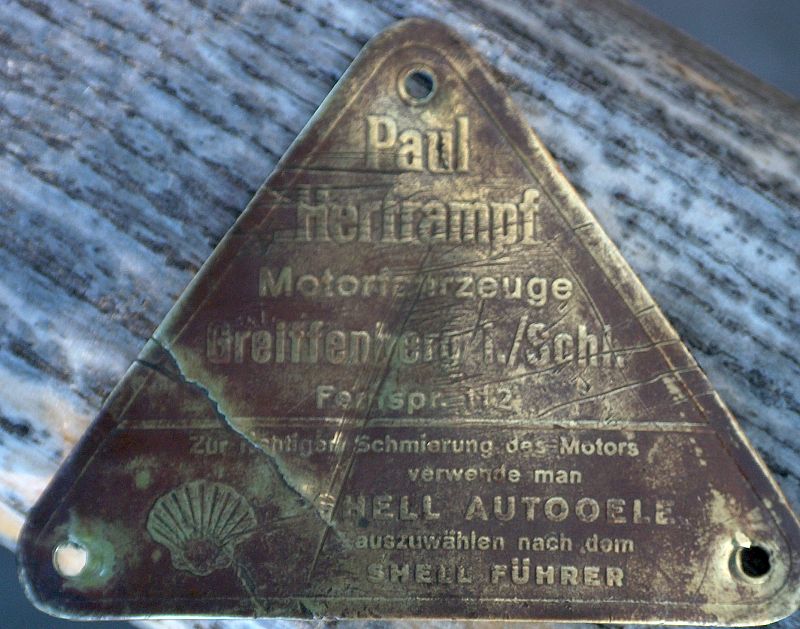 Paul
Hertrampf
Motorfahrzeuge
Greiffenberg i./Schl.
Fernspr. 112
Zur richtigen Schmierung des Motors
verwende man
SHELL AUTOOELE
auszuwählen nach dem
SHELL FÜHRER